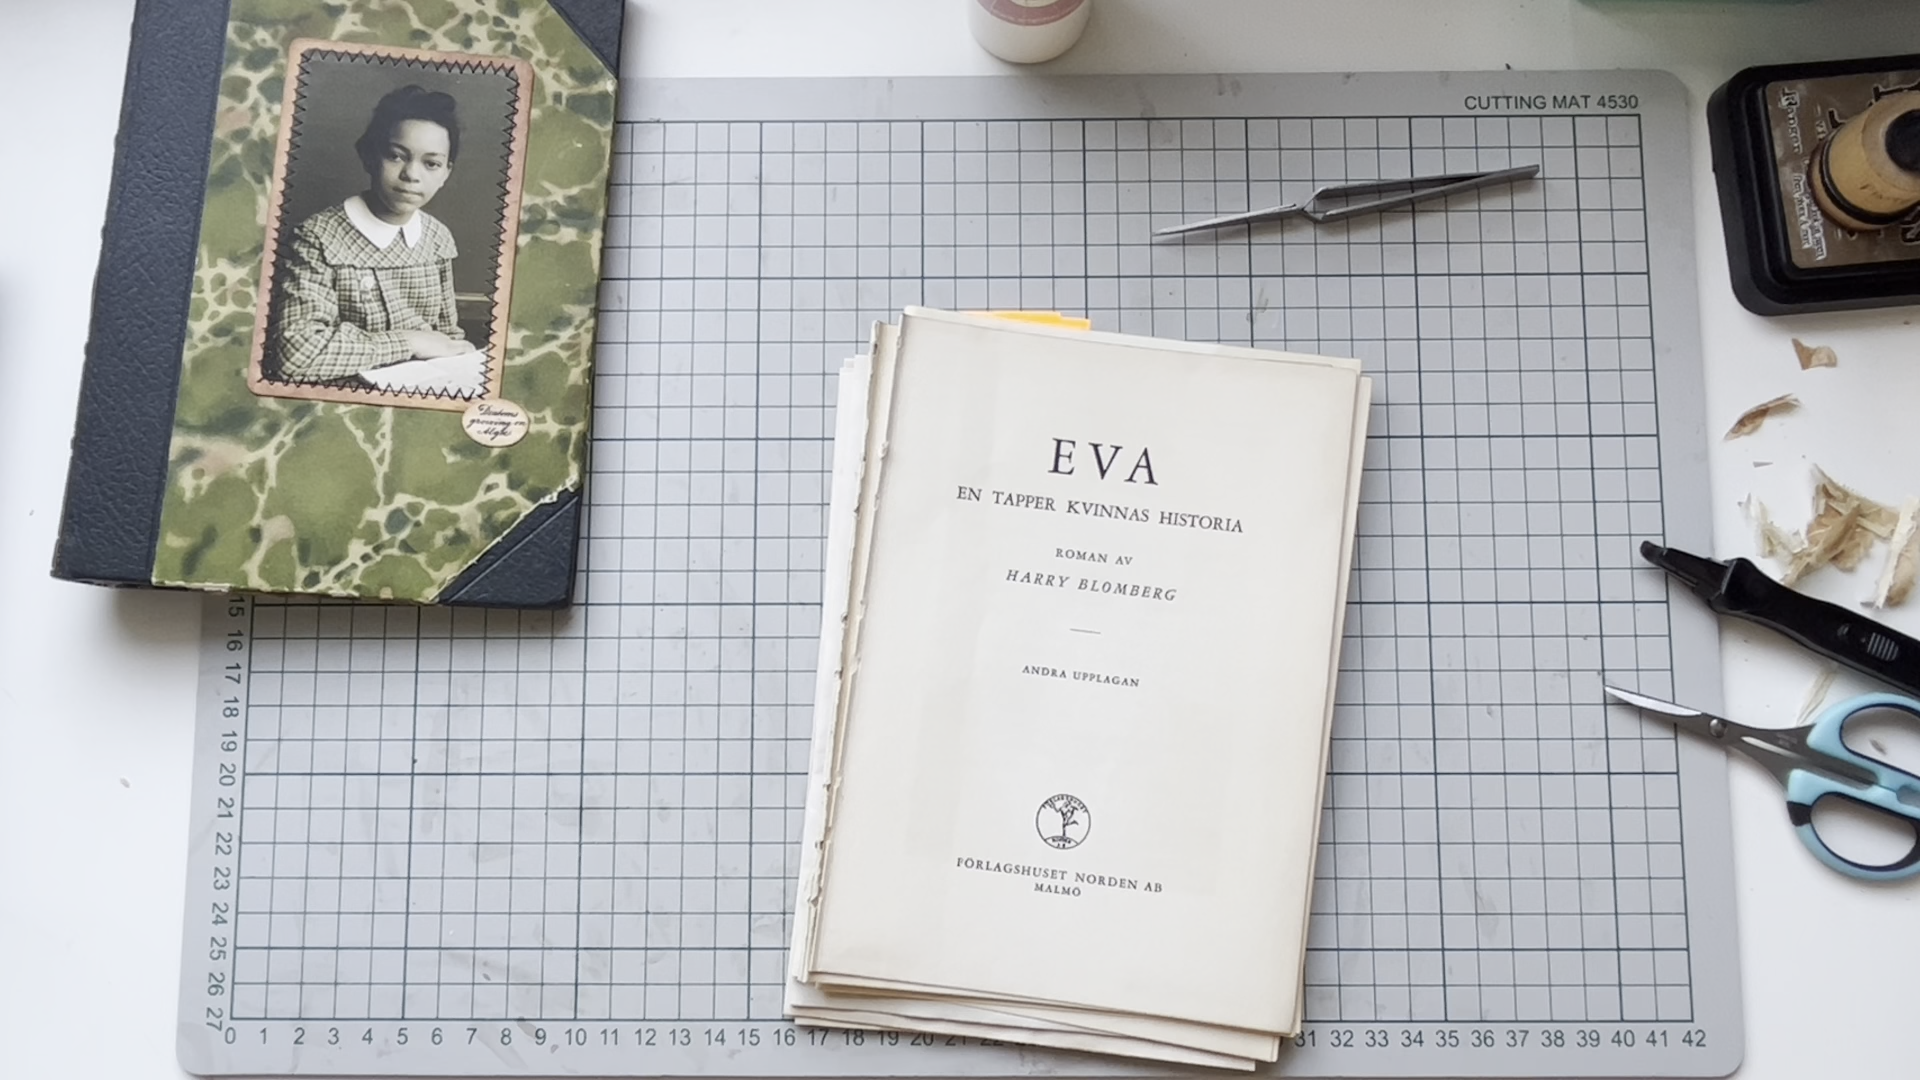 CUTTING MAT 4530
EVA
EN TAPPER KVINNAS HISTORIA
ROMAN AV
HARRY BLOMBERG
ANDRA UPPLAGAN
FÖRLAGSHUSET NORDEN AB
MALMÖ
growing on
15
16
17
18
19
20
21
22
23
24
25
26
27
0 1 2 3 4 5 6 7 8 9 10 11 12 13 14 15 16 17 18 19 20 21 31 32 33 34 35 36 37 38 39 40 41 42